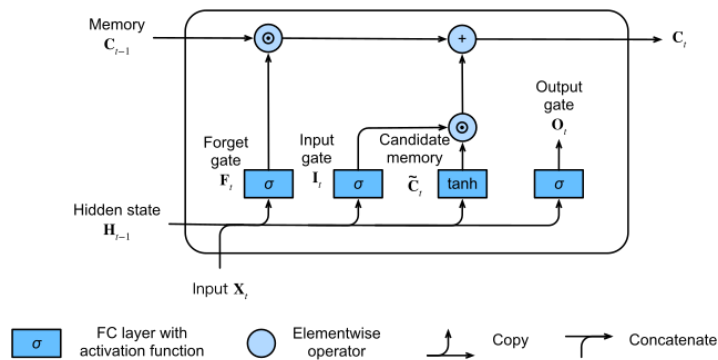 Memory
C_{t−1}
+
C_t
Output
gate
O_t
Forget
gate
F_t
Input
gate
I_t
Candidate
memory
C̃_t
σ
σ
tanh
σ
Hidden state
H_{t−1}
Input X_t
σ
FC layer with
activation function
Elementwise
operator
Copy
Concatenate